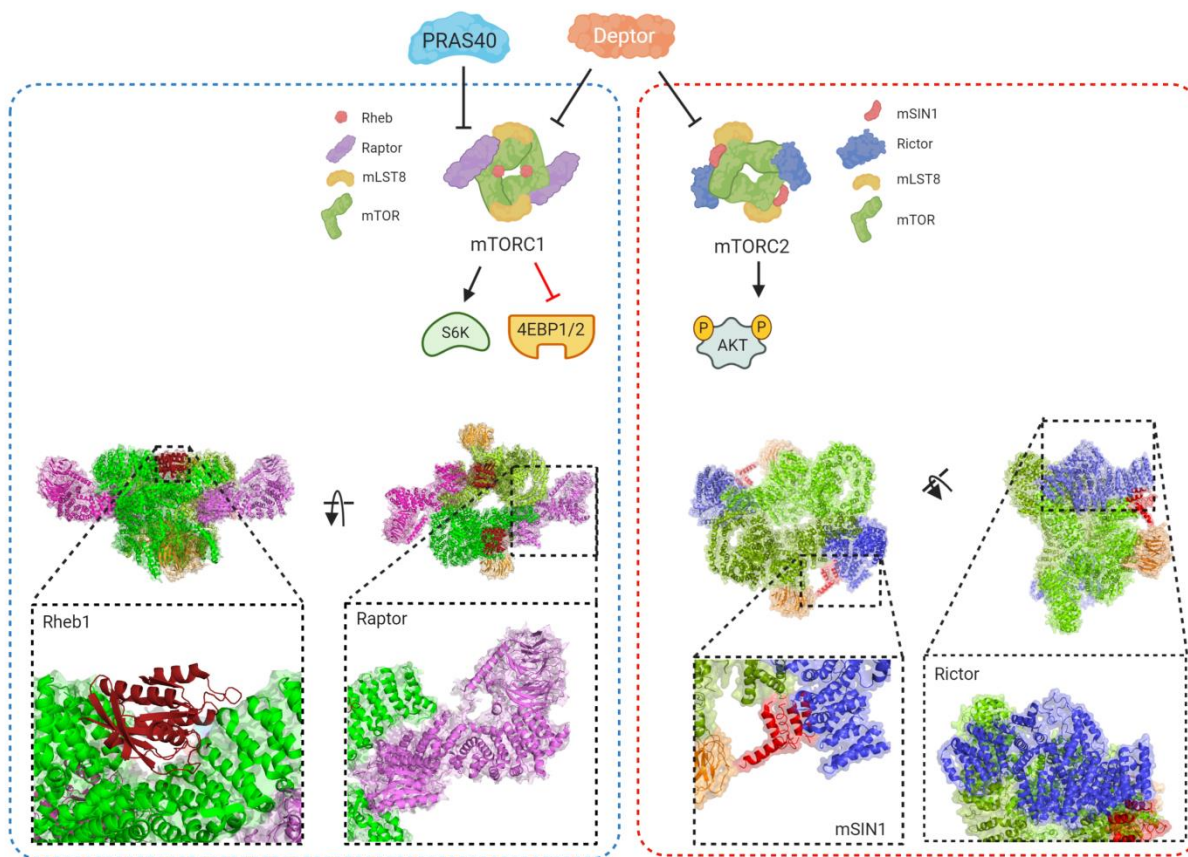 PRAS40
Deptor
Rheb
Raptor
mLST8
mTOR
mTORC1
S6K
4EBP1/2
mSIN1
Rictor
mLST8
mTOR
mTORC2
P
P
AKT
Rheb1
Raptor
mSIN1
Rictor